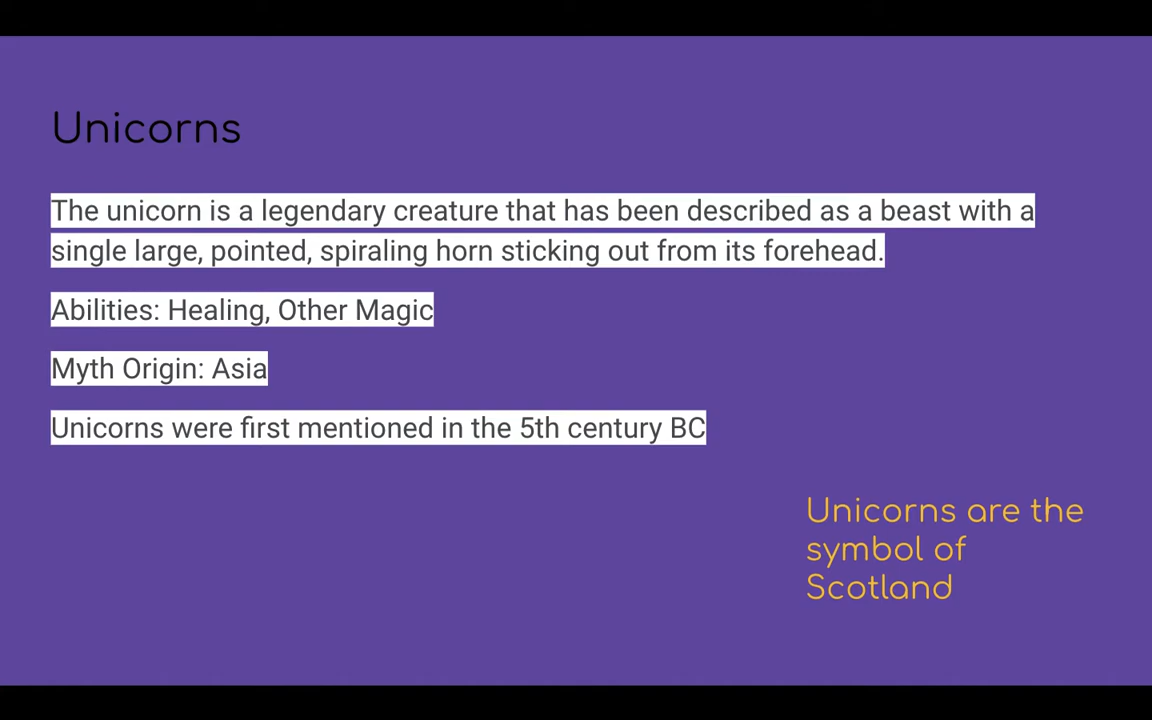 Unicorns
The unicorn is a legendary creature that has been described as a beast with a
single large, pointed, spiraling horn sticking out from its forehead.
Abilities: Healing, Other Magic
Myth Origin: Asia
Unicorns were first mentioned in the 5th century BC
Unicorns are the
symbol of
Scotland